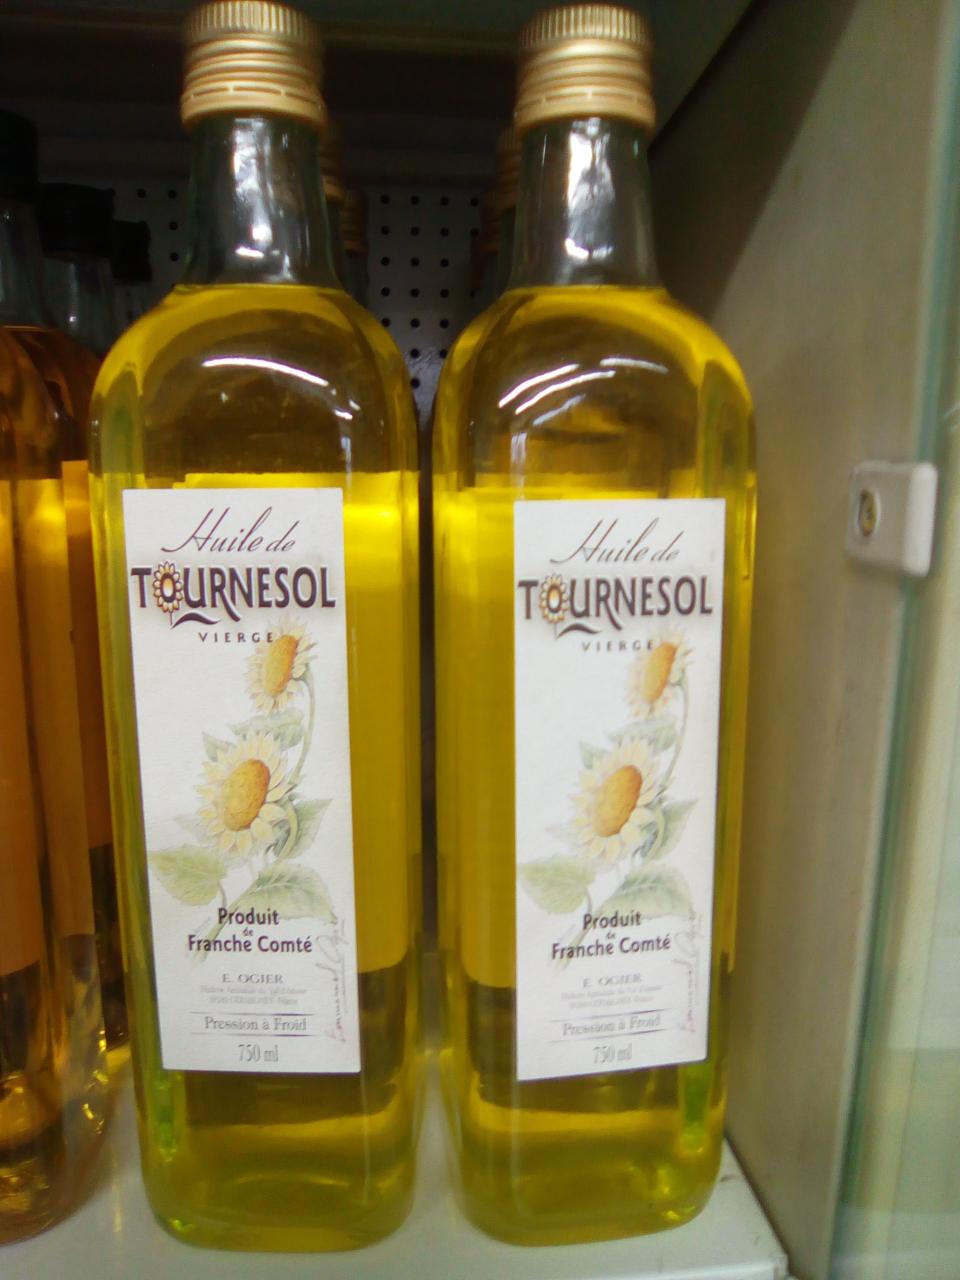 Huile de
TOURNESOL
VIERGE
Produit
de
Franche Comté
E. OGIER
Pression à Froid
750 ml
Huile de
TOURNESOL
VIERGE
Produit
de
Franche Comté
E. OGIER
Pression à Froid
750 ml